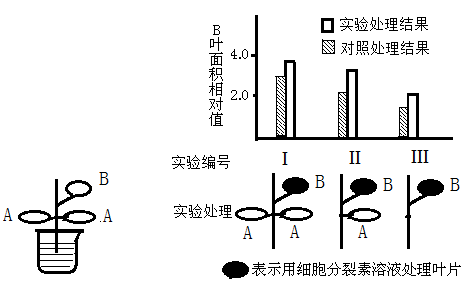 B叶面积相对值
4.0
2.0
实验处理结果
对照处理结果
实验编号 I II III
B
A .A
实验处理
B B B
A A A
表示用细胞分裂素溶液处理叶片